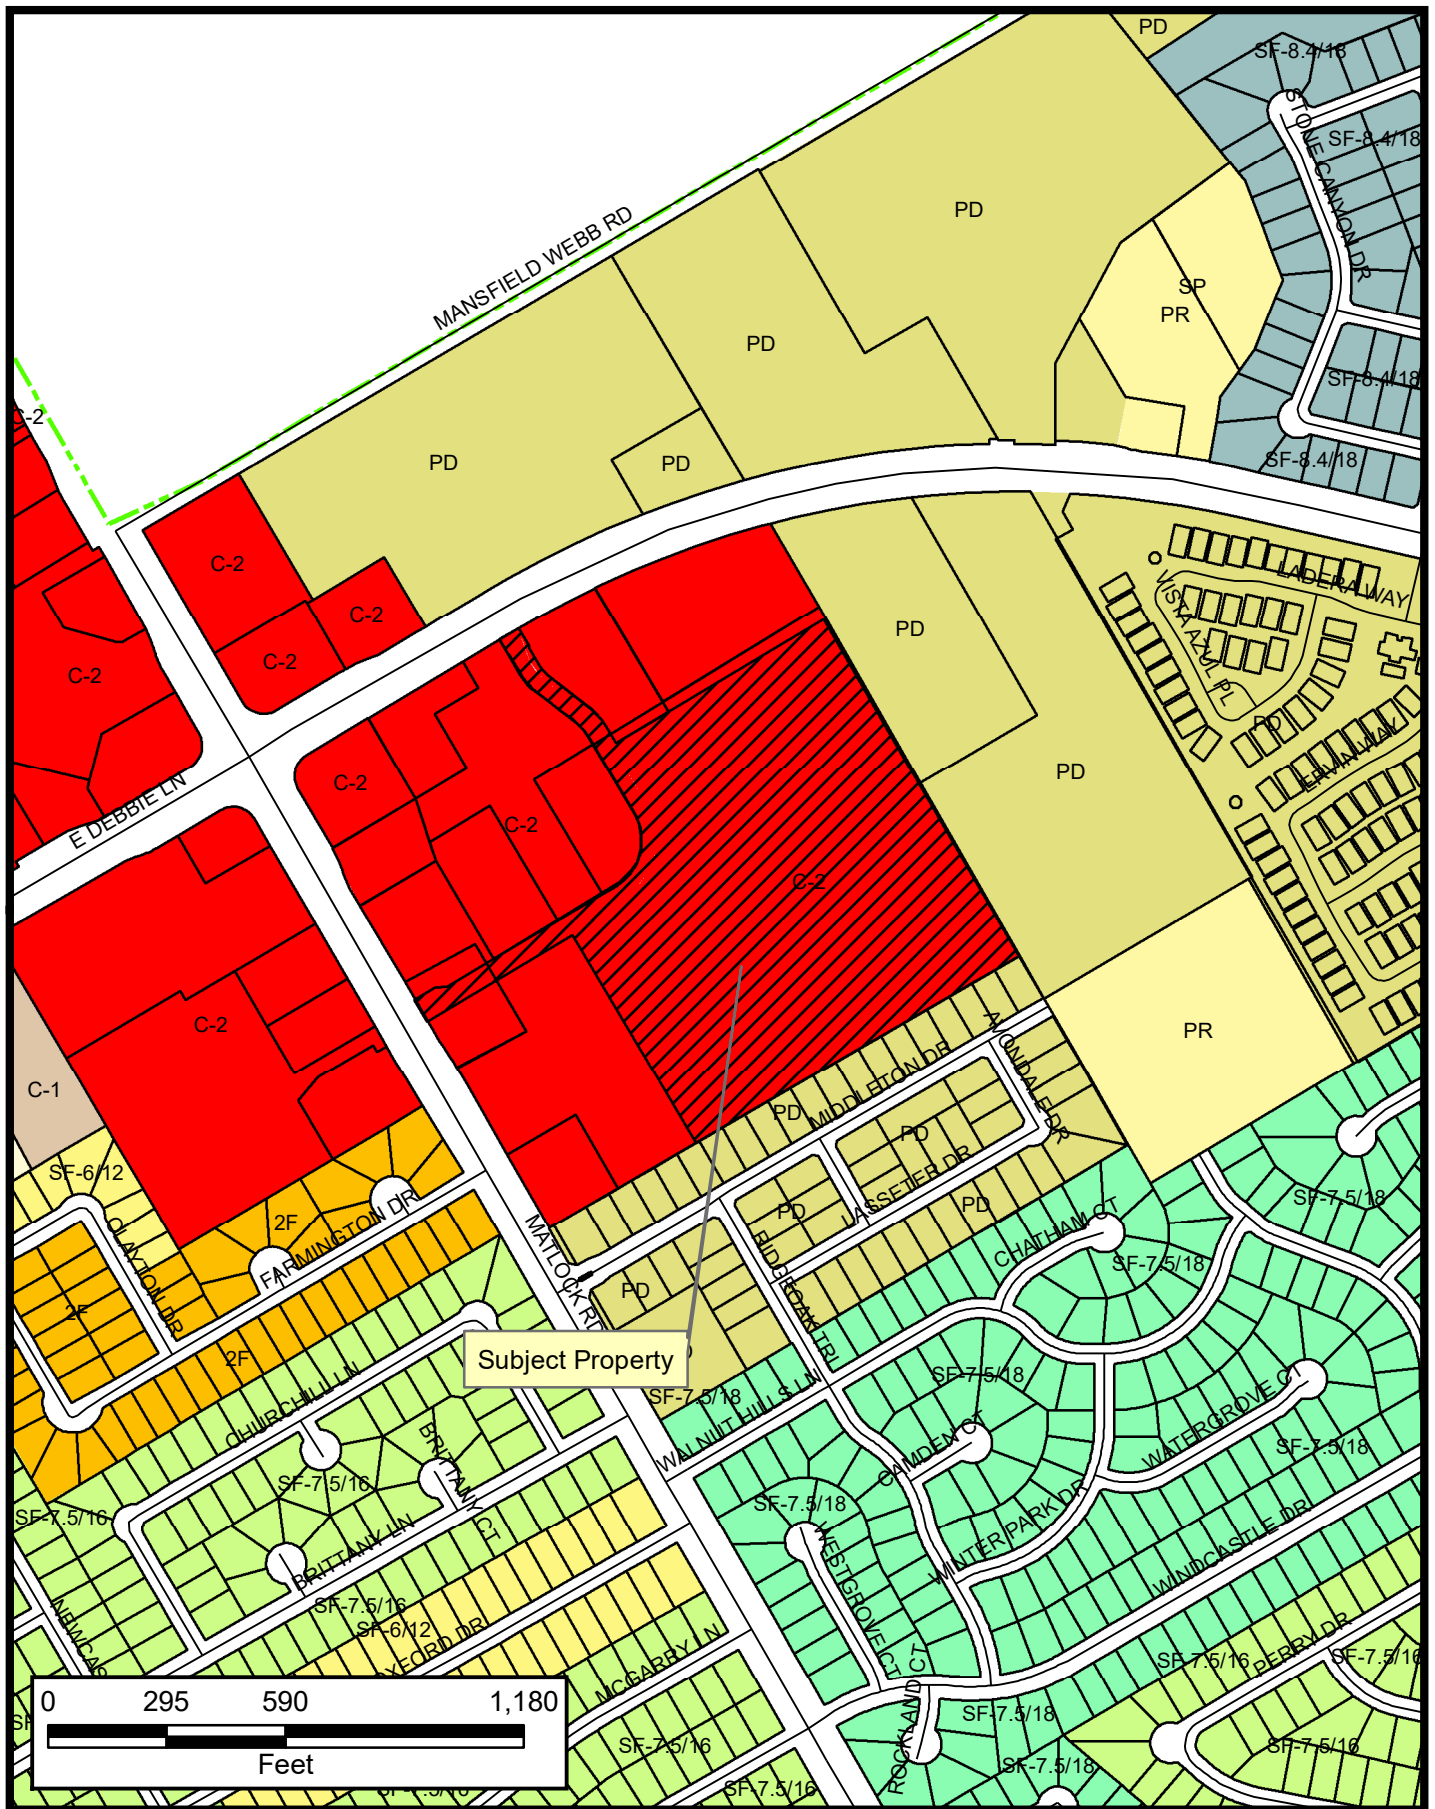 PD
SF-8.4/18
STONE CANYON DR
SF-8.4/18
PD
MANSFIELD WEBB RD
SP
PR
PD
SF-8.4/18
C-2
PD
PD
SF-8.4/18
C-2
LADERA WAY
VISTA AZUL PL
C-2
PD
C-2
C-2
PD
ERVIN WAY
PD
C-2
E DEBBIE LN
C-2
C-2
C-2
PR
C-1
AVONDALE DR
MIDDLETON DR
PD
PD
SF-6/12
LASSETER DR
SF-7.5/18
2F
FARMINGTON DR
PD
PD
CLAYTON DR
MATLOCK RD
RIDGEOAK TRL
CHATHAM CT
SF-7.5/18
PD
2F
2F
Subject Property
SF-7.5/18
SF-7.5/18
WALNUT HILLS LN
CHURCHILL LN
WATERGROVE C
CAMDEN CT
SF-7.5/18
BRITTANY CT
SF-7.5/16
SF-7.5/18
SF-7.5/16
BRITTANY LN
WESTGROVE CT
WINTER PARK DR
WINDCASTLE DR
NEWCAS
SF-7.5/16
SF-6/12
OXFORD DR
MCGARRY LN
PERRY DR
SF-7.5/16
SF-7.5/16
ROCKLAND CT
SF-7.5/18
SF-7.5/16
SF-7.5/16
SF-7.5/18
SF-7.5/16
0 295 590 1,180
Feet